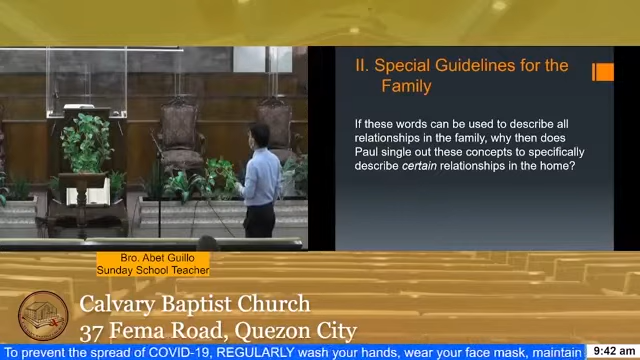 II. Special Guidelines for the
Family
If these words can be used to describe all
relationships in the family, why then does
Paul single out these concepts to specifically
describe certain relationships in the home?
Bro. Abet Guillo
Sunday School Teacher
Calvary Baptist Church
37 Fema Road, Quezon City
To prevent the spread of COVID-19, REGULARLY wash your hands, wear your face mask, maintain
9:42 am